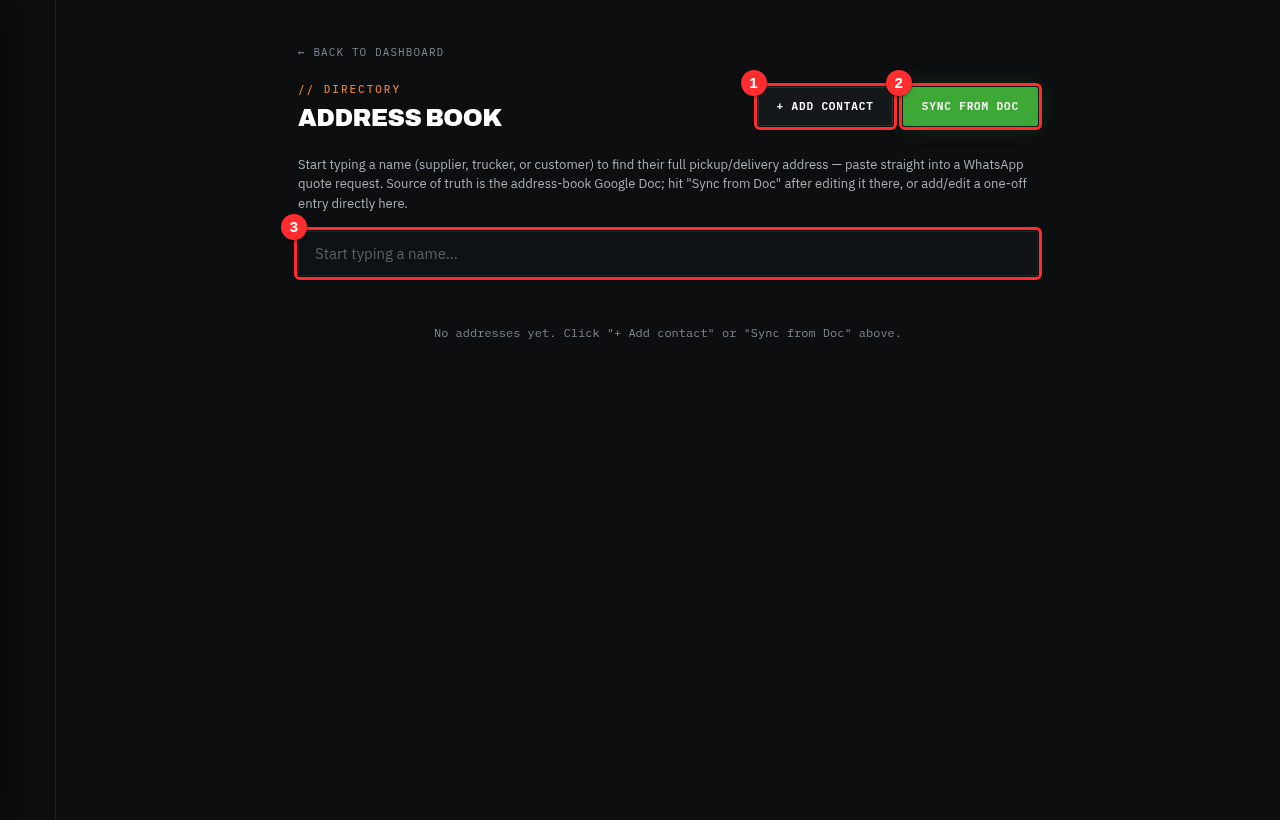 ← BACK TO DASHBOARD
// DIRECTORY
ADDRESS BOOK
1
+ ADD CONTACT
2
SYNC FROM DOC
Start typing a name (supplier, trucker, or customer) to find their full pickup/delivery address — paste straight into a WhatsApp
quote request. Source of truth is the address-book Google Doc; hit "Sync from Doc" after editing it there, or add/edit a one-off
entry directly here.
3
Start typing a name...
No addresses yet. Click "+ Add contact" or "Sync from Doc" above.